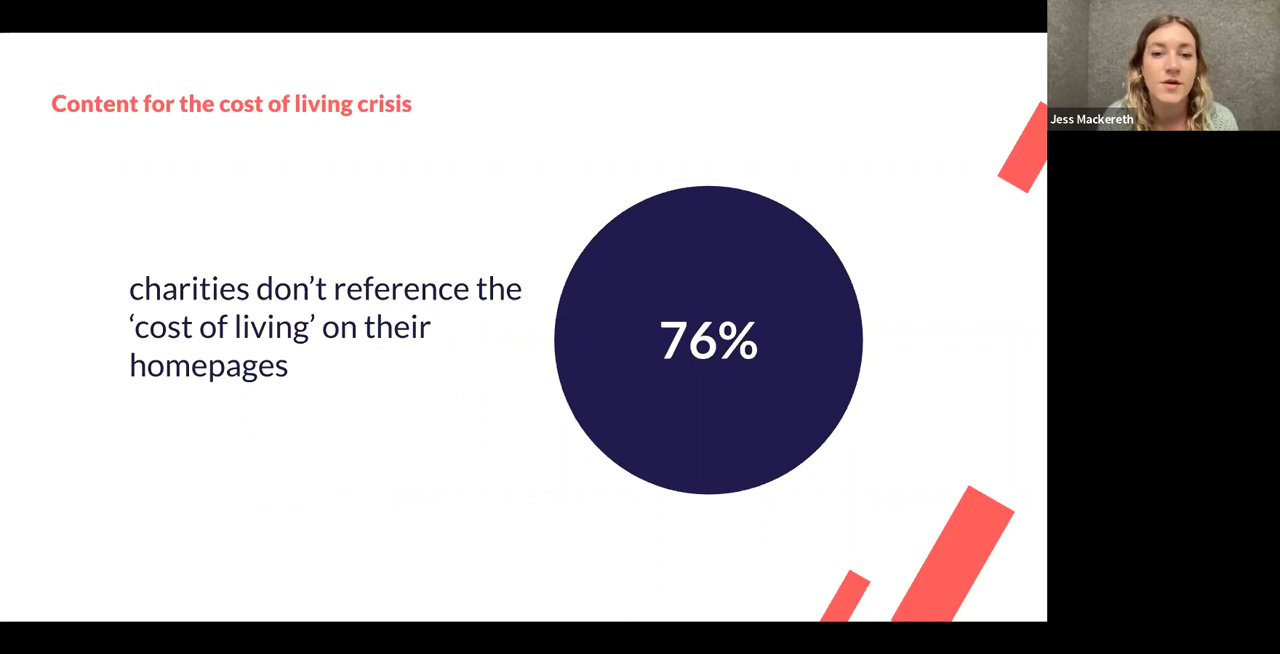 Content for the cost of living crisis
charities don’t reference the
‘cost of living’ on their
homepages
76%
Jess Mackereth